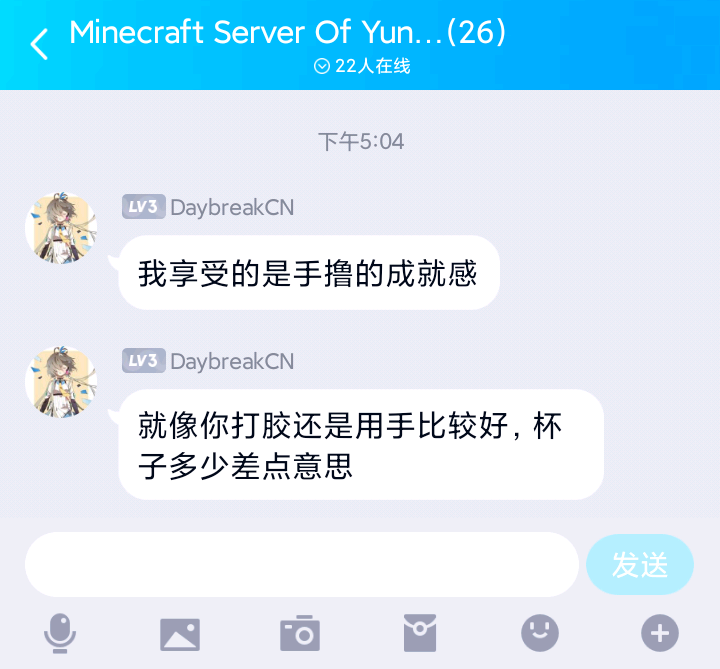 Minecraft Server Of Yun...(26)
22人在线
下午5:04
LV3 DaybreakCN
我享受的是手撸的成就感
LV3 DaybreakCN
就像你打胶还是用手比较好，杯
子多少差点意思
发送